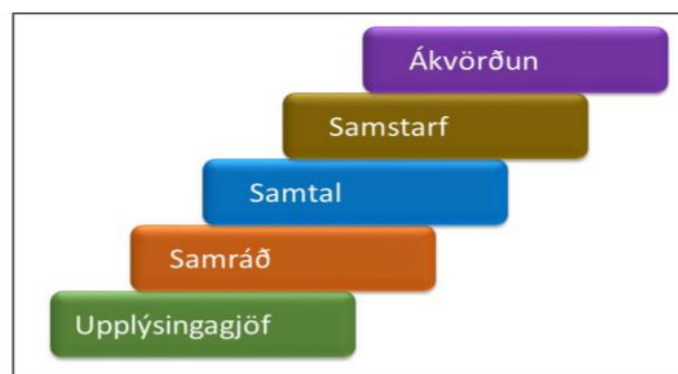 Ákvörðun
Samstarf
Samtal
Samráð
Upplýsingagjöf